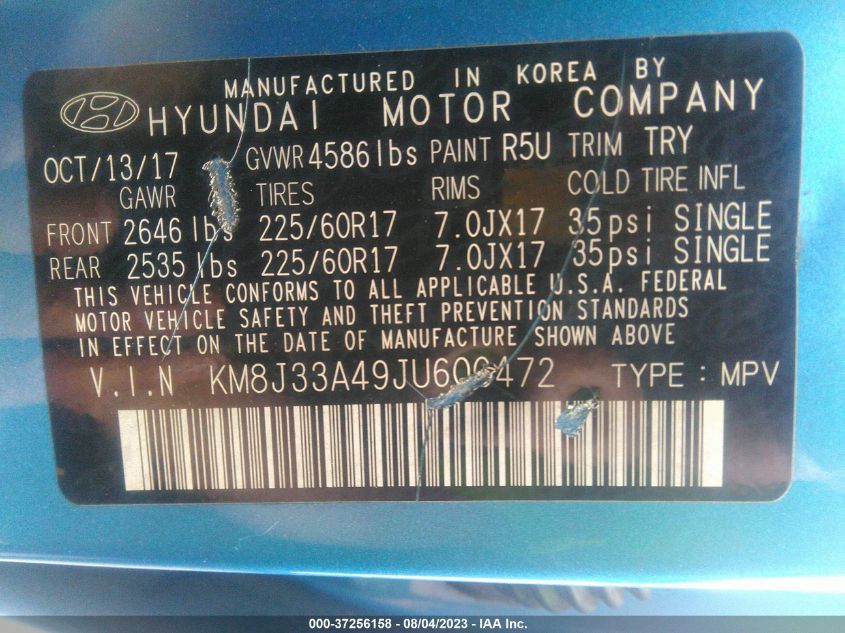 MANUFACTURED IN KOREA BY
HYUNDAI MOTOR COMPANY
OCT/13/17 GVWR 4586 lbs PAINT R5U TRIM TRY
GAWR TIRES RIMS COLD TIRE INFL
FRONT 2646 lbs 225/60R17 7.0JX17 35psi SINGLE
REAR 2535 lbs 225/60R17 7.0JX17 35psi SINGLE
THIS VEHICLE CONFORMS TO ALL APPLICABLE U.S.A. FEDERAL
MOTOR VEHICLE SAFETY AND THEFT PREVENTION STANDARDS
IN EFFECT ON THE DATE OF MANUFACTURE SHOWN ABOVE
V.I.N KM8J33A49JU600472 TYPE : MPV
000-37256158 - 08/04/2023 - IAA Inc.